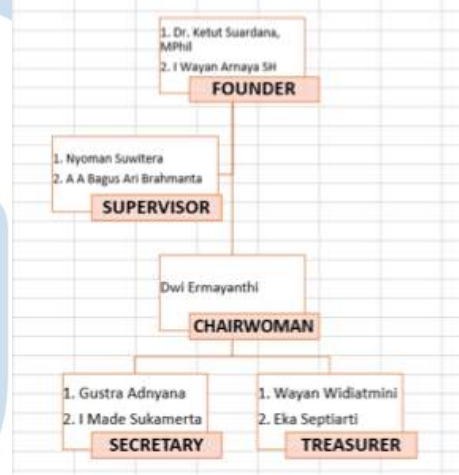 1. Dr. Ketut Suardana,
MPhil
2. I Wayan Arnaya SH
FOUNDER
1. Nyoman Suwitera
2. A A Bagus Ari Brahmanta
SUPERVISOR
Dwi Ermayanthi
CHAIRWOMAN
1. Gustra Adnyana
2. I Made Sukamerta
SECRETARY
1. Wayan Widiatmini
2. Eka Septiarti
TREASURER